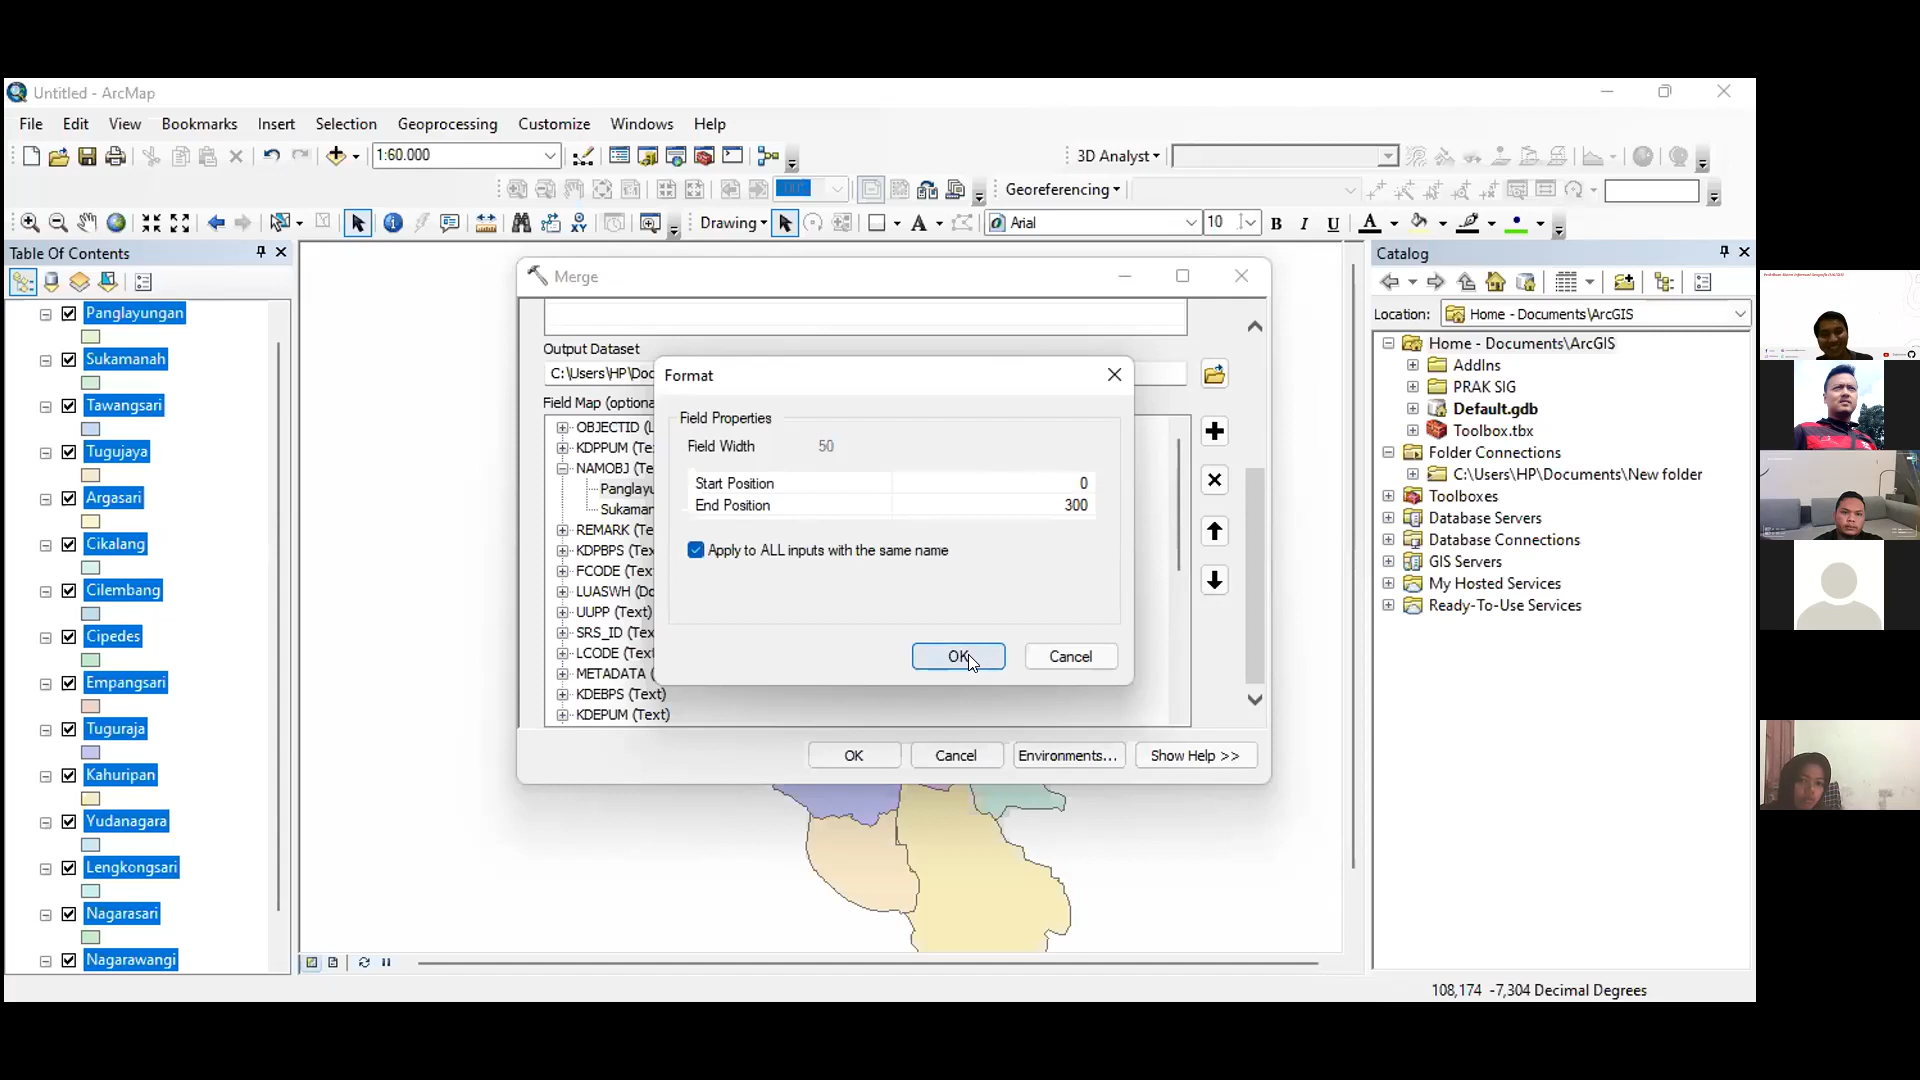 Untitled - ArcMap
File Edit View Bookmarks Insert Selection Geoprocessing Customize Windows Help
1:60.000
3D Analyst
Georeferencing
Drawing
Arial
10
B I U A
Table Of Contents
Panglayungan
Sukamanah
Tawangsari
Tugujaya
Argasari
Cikalang
Cilembang
Cipedes
Empangsari
Tuguraja
Kahuripan
Yudanagara
Lengkongsari
Nagarasari
Nagarawangi
Merge
Output Dataset
C:\Users\HP\Doc
Field Map (optiona
OBJECTID (L
KDPPUM (Te
NAMOBJ (Te
Panglayu
Sukaman
REMARK (Te
KDPBPS (Tex
FCODE (Text
LUASWH (Do
UUPP (Text)
SRS_ID (Tex
LCODE (Text
METADATA (
KDEBPS (Text)
KDEPUM (Text)
OK Cancel Environments... Show Help >>
Format
Field Properties
Field Width 50
Start Position 0
End Position 300
Apply to ALL inputs with the same name
OK Cancel
Catalog
Location: Home - Documents\ArcGIS
Home - Documents\ArcGIS
AddIns
PRAK SIG
Default.gdb
Toolbox.tbx
Folder Connections
C:\Users\HP\Documents\New folder
Toolboxes
Database Servers
Database Connections
GIS Servers
My Hosted Services
Ready-To-Use Services
108,174 -7,304 Decimal Degrees